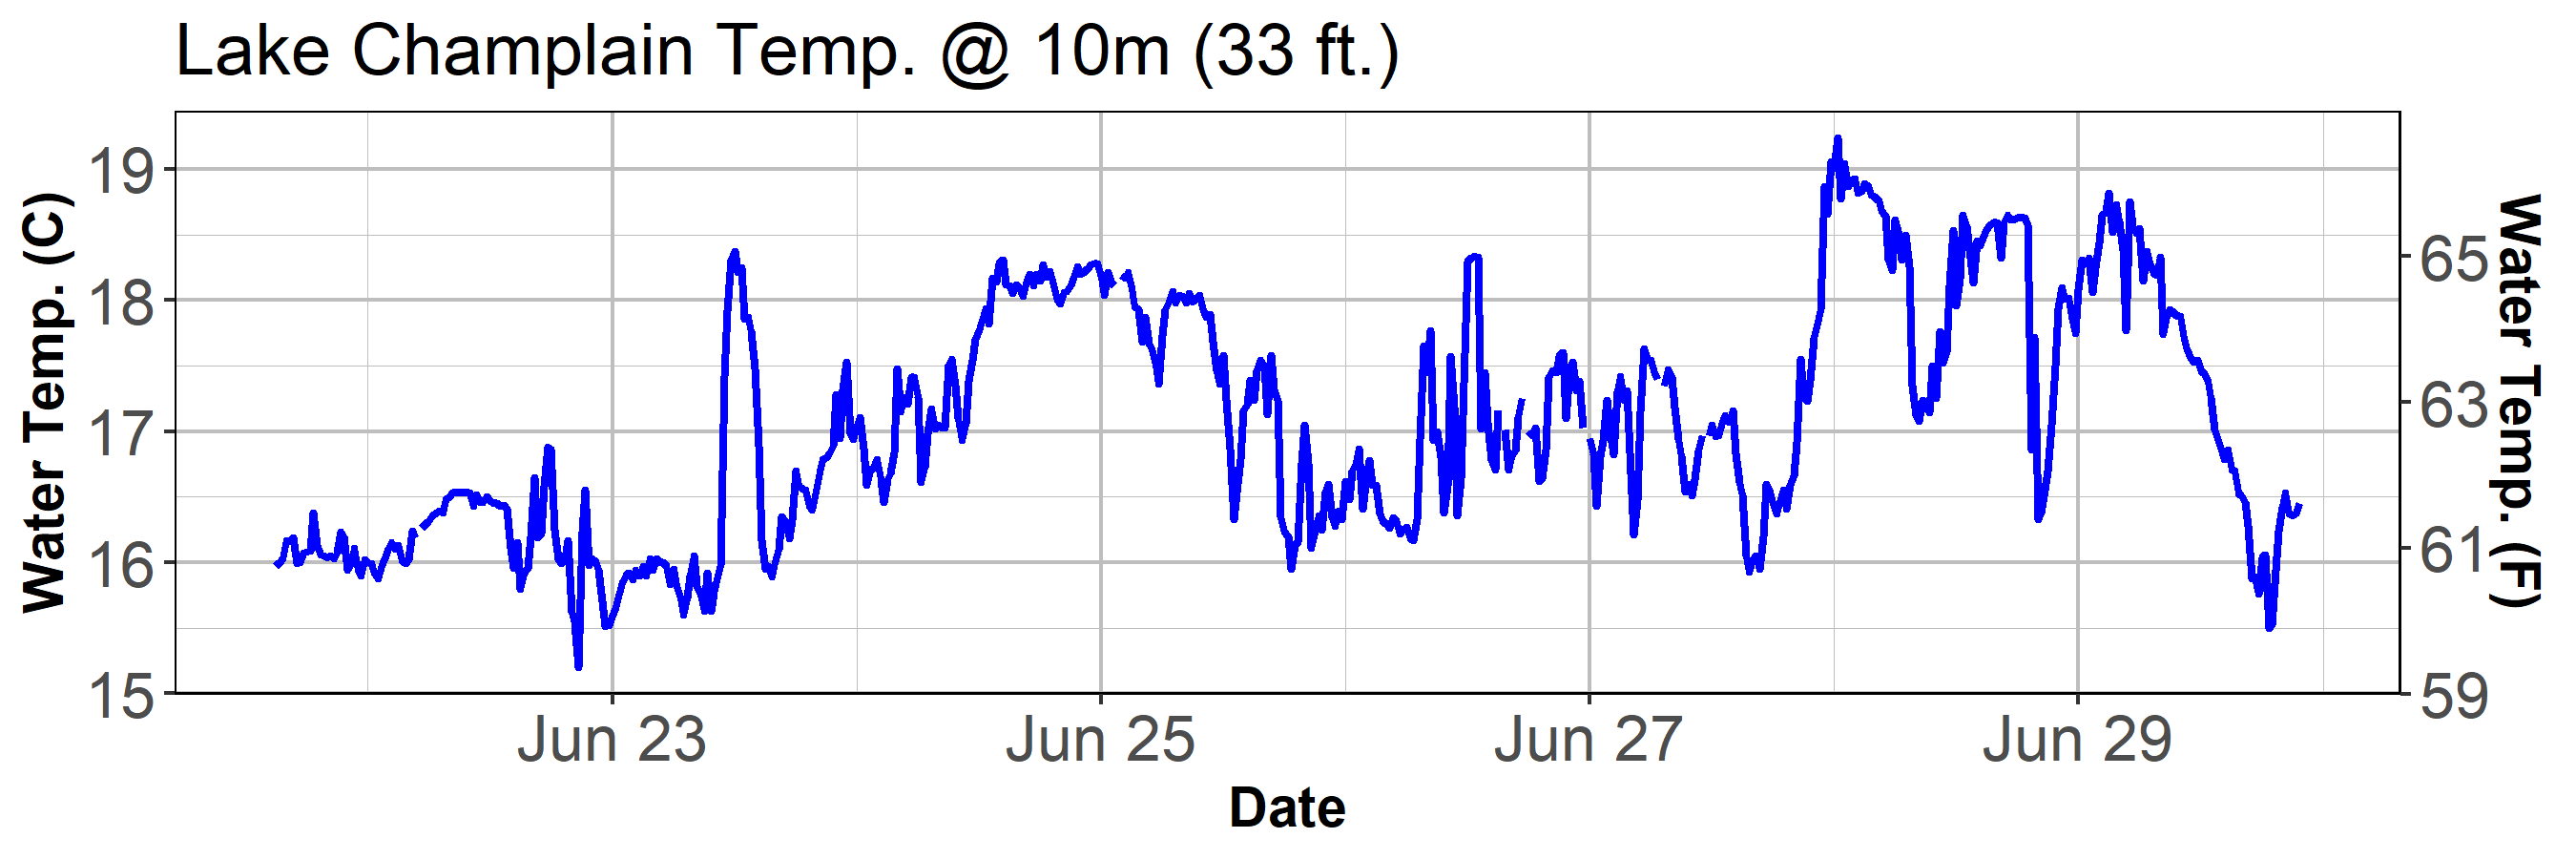 Lake Champlain Temp. @ 10m (33 ft.)
Water Temp. (C)
19
18
17
16
15
Water Temp. (F)
65
63
61
59
Jun 23 Jun 25 Jun 27 Jun 29
Date